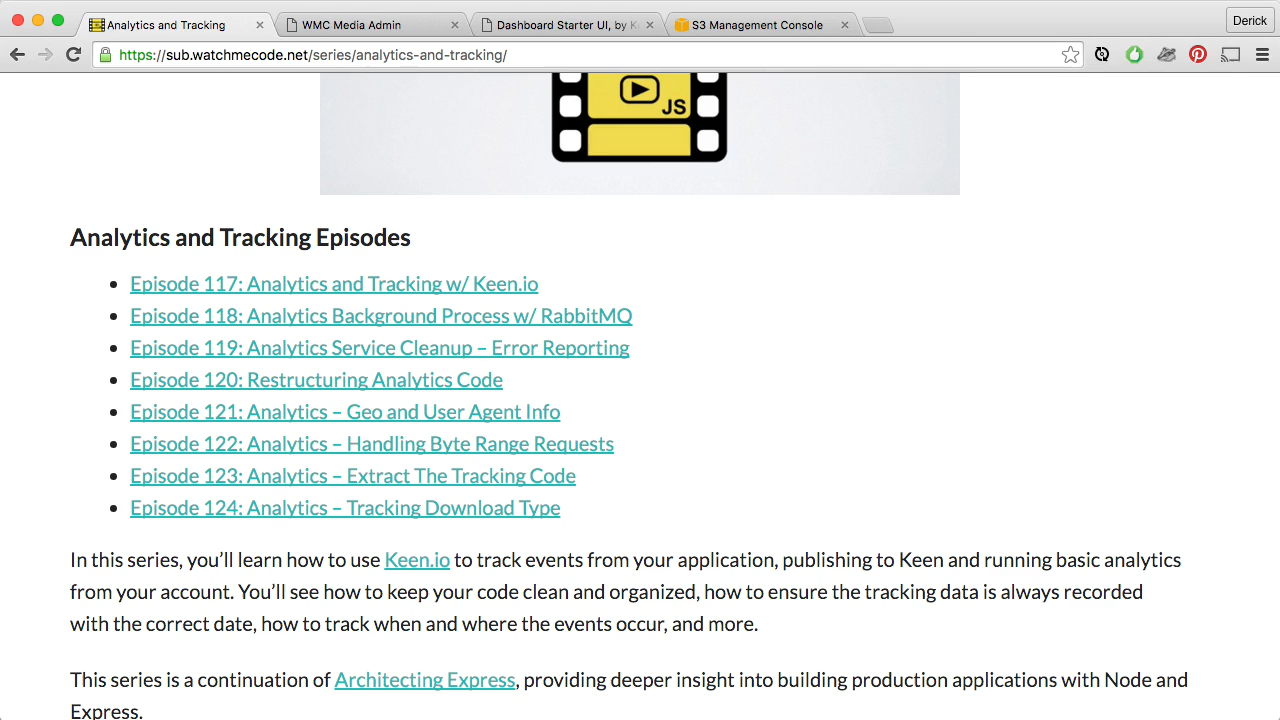 Analytics and Tracking
WMC Media Admin
Dashboard Starter UI, by K
S3 Management Console
Derick
https://sub.watchmecode.net/series/analytics-and-tracking/
JS
Analytics and Tracking Episodes
Episode 117: Analytics and Tracking w/ Keen.io
Episode 118: Analytics Background Process w/ RabbitMQ
Episode 119: Analytics Service Cleanup – Error Reporting
Episode 120: Restructuring Analytics Code
Episode 121: Analytics – Geo and User Agent Info
Episode 122: Analytics – Handling Byte Range Requests
Episode 123: Analytics – Extract The Tracking Code
Episode 124: Analytics – Tracking Download Type
In this series, you’ll learn how to use Keen.io to track events from your application, publishing to Keen and running basic analytics
from your account. You’ll see how to keep your code clean and organized, how to ensure the tracking data is always recorded
with the correct date, how to track when and where the events occur, and more.
This series is a continuation of Architecting Express, providing deeper insight into building production applications with Node and
Express.